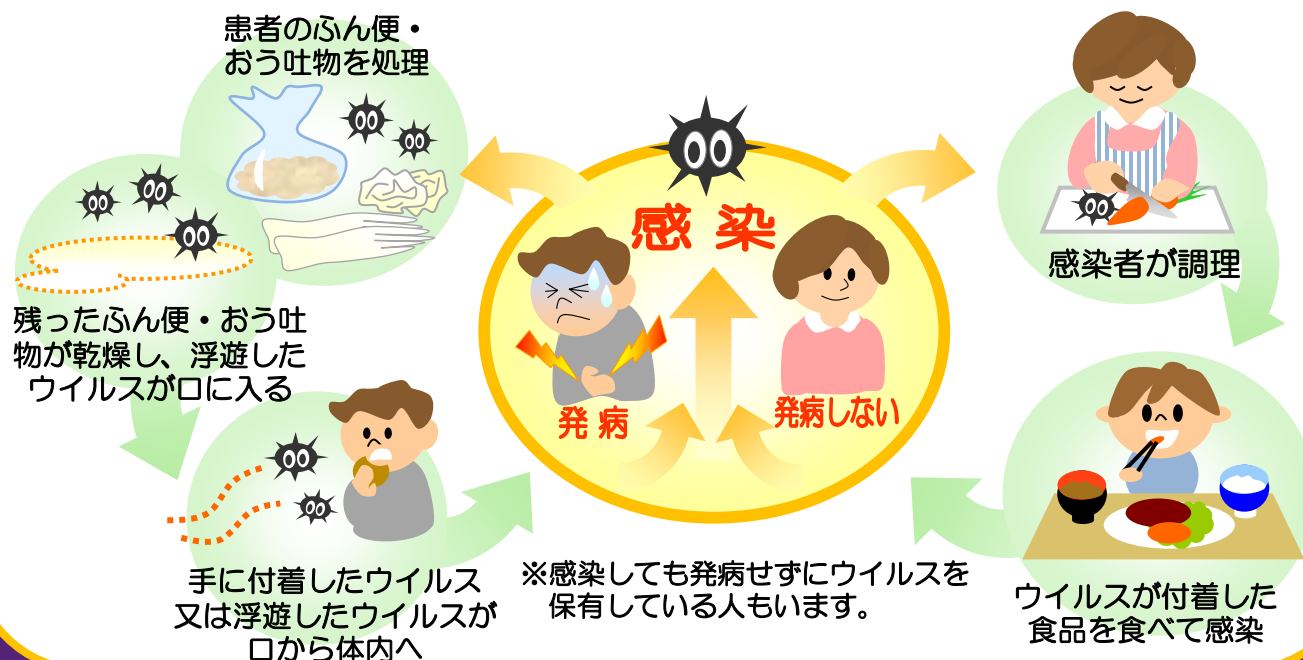 患者のふん便・
おう吐物を処理
残ったふん便・おう吐
物が乾燥し、浮遊した
ウイルスが口に入る
手に付着したウイルス
又は浮遊したウイルスが
口から体内へ
感染
発病
発病しない
※感染しても発病せずにウイルスを
保有している人もいます。
感染者が調理
ウイルスが付着した
食品を食べて感染